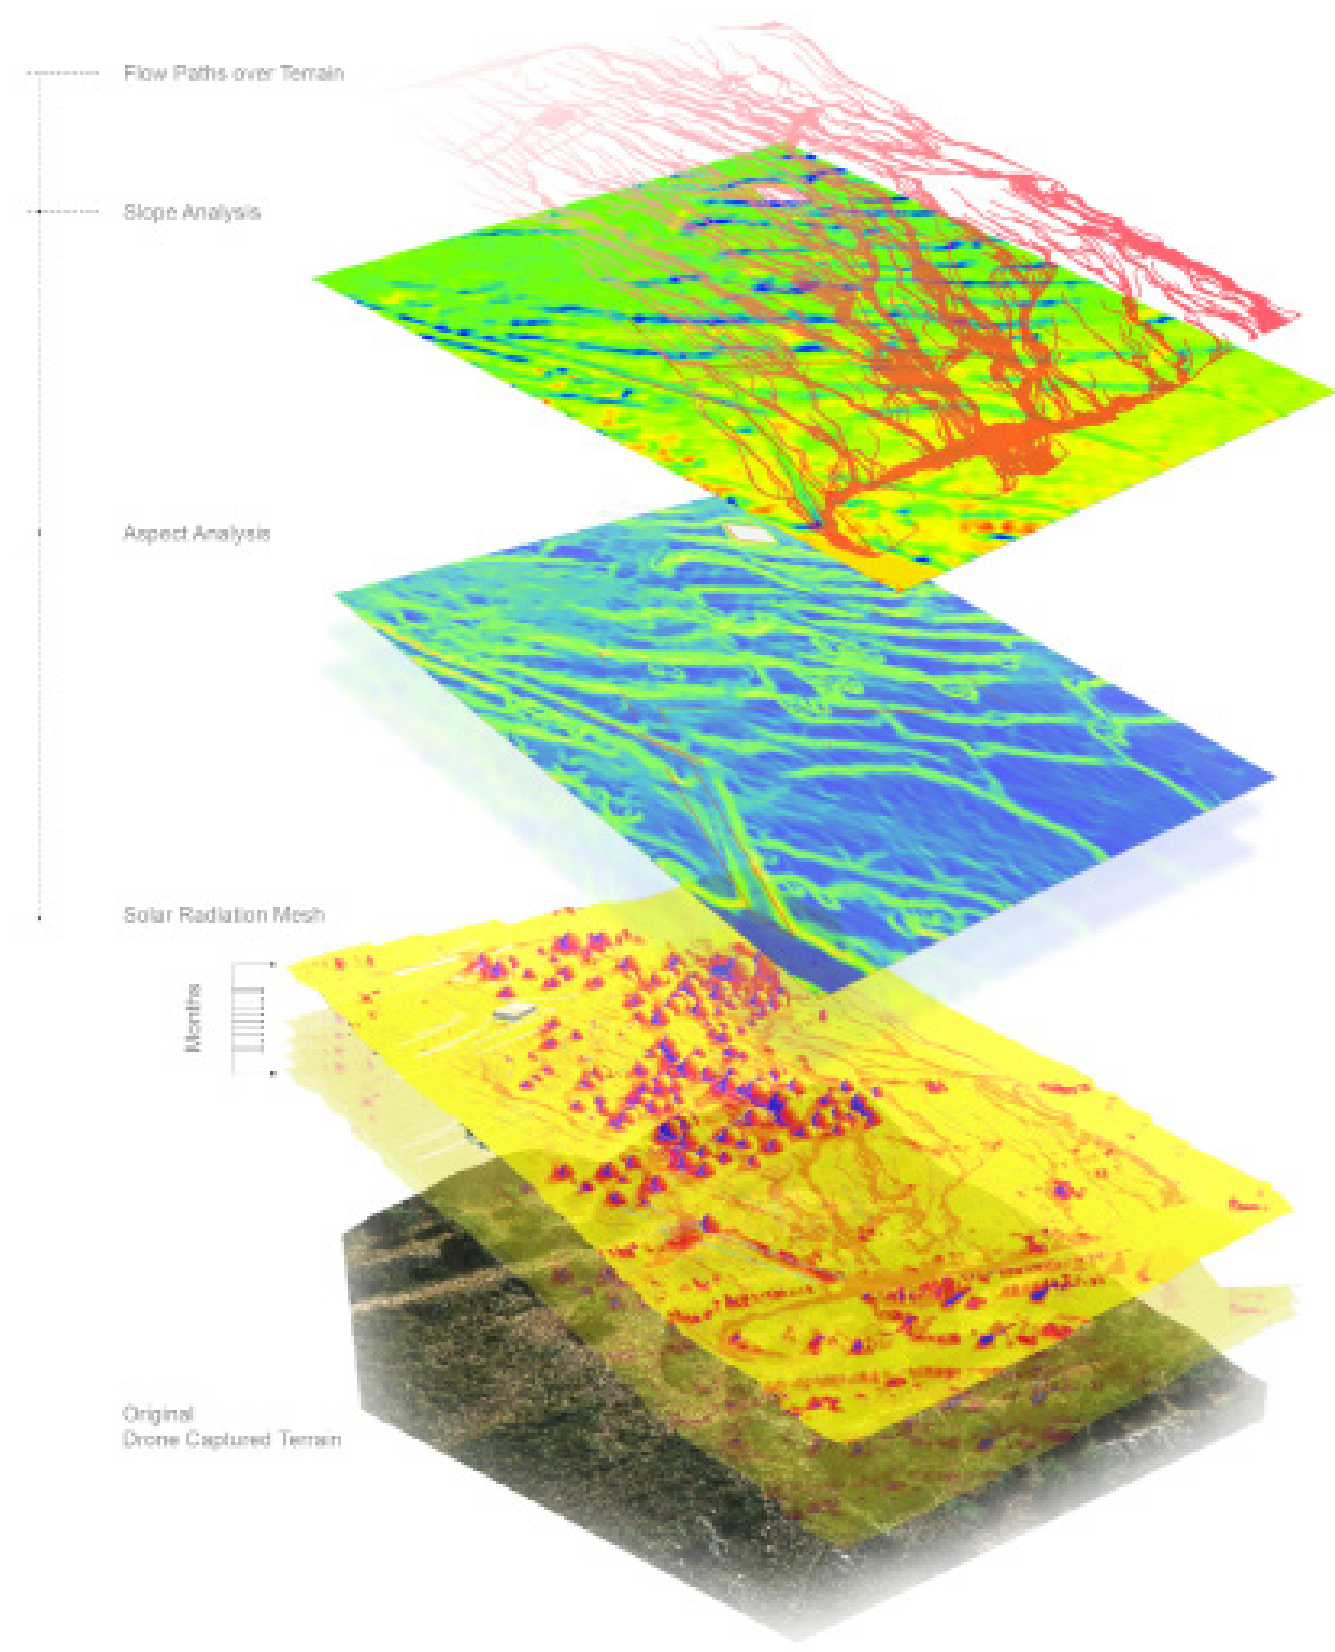 Flow Paths over Terrain
Slope Analysis
Aspect Analysis
Solar Radiation Mesh
Months
Original
Drone Captured Terrain